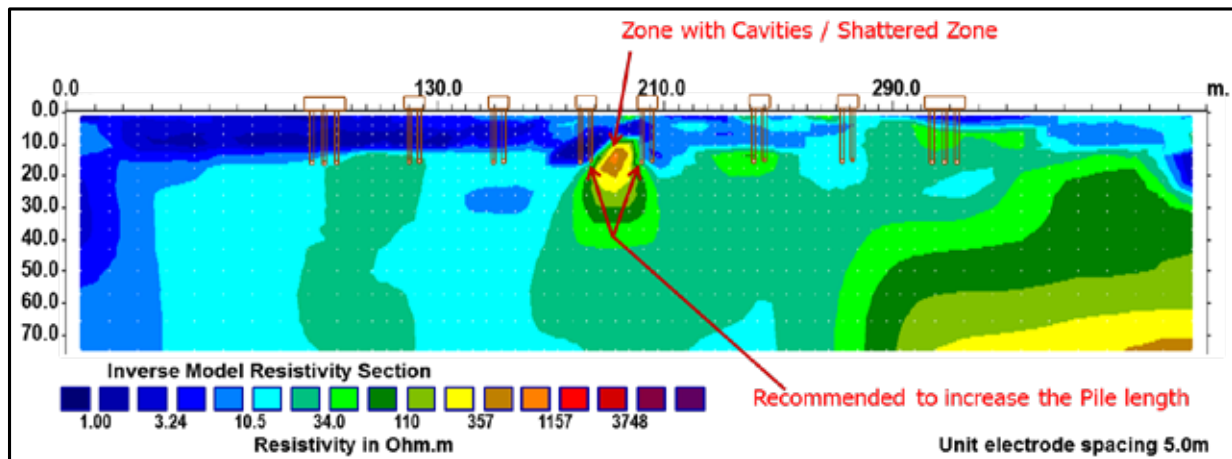 Zone with Cavities / Shattered Zone
0.0 130.0 210.0 290.0 m.
0.0
10.0
20.0
30.0
40.0
50.0
60.0
70.0
Inverse Model Resistivity Section
1.00 3.24 10.5 34.0 110 357 1157 3748
Recommended to increase the Pile length
Resistivity in Ohm.m
Unit electrode spacing 5.0m